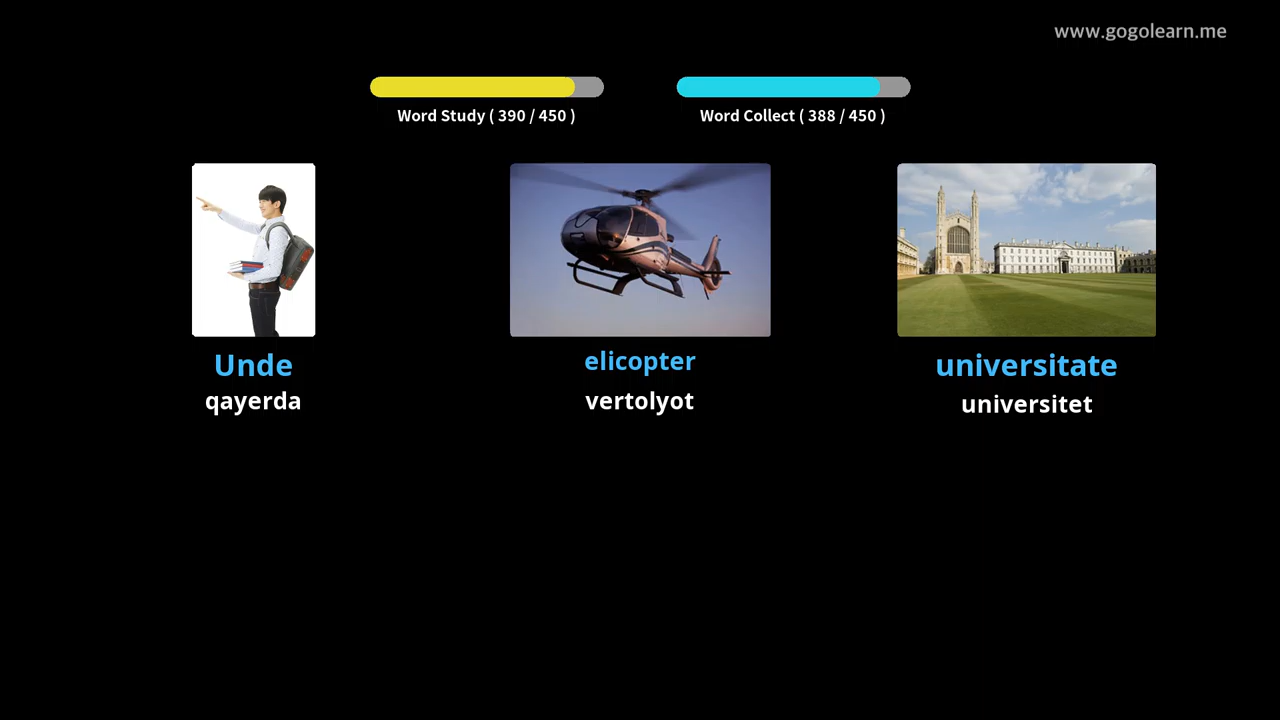 www.gogolearn.me
Word Study ( 390 / 450 )
Word Collect ( 388 / 450 )
Unde
qayerda
elicopter
vertolyot
universitate
universitet